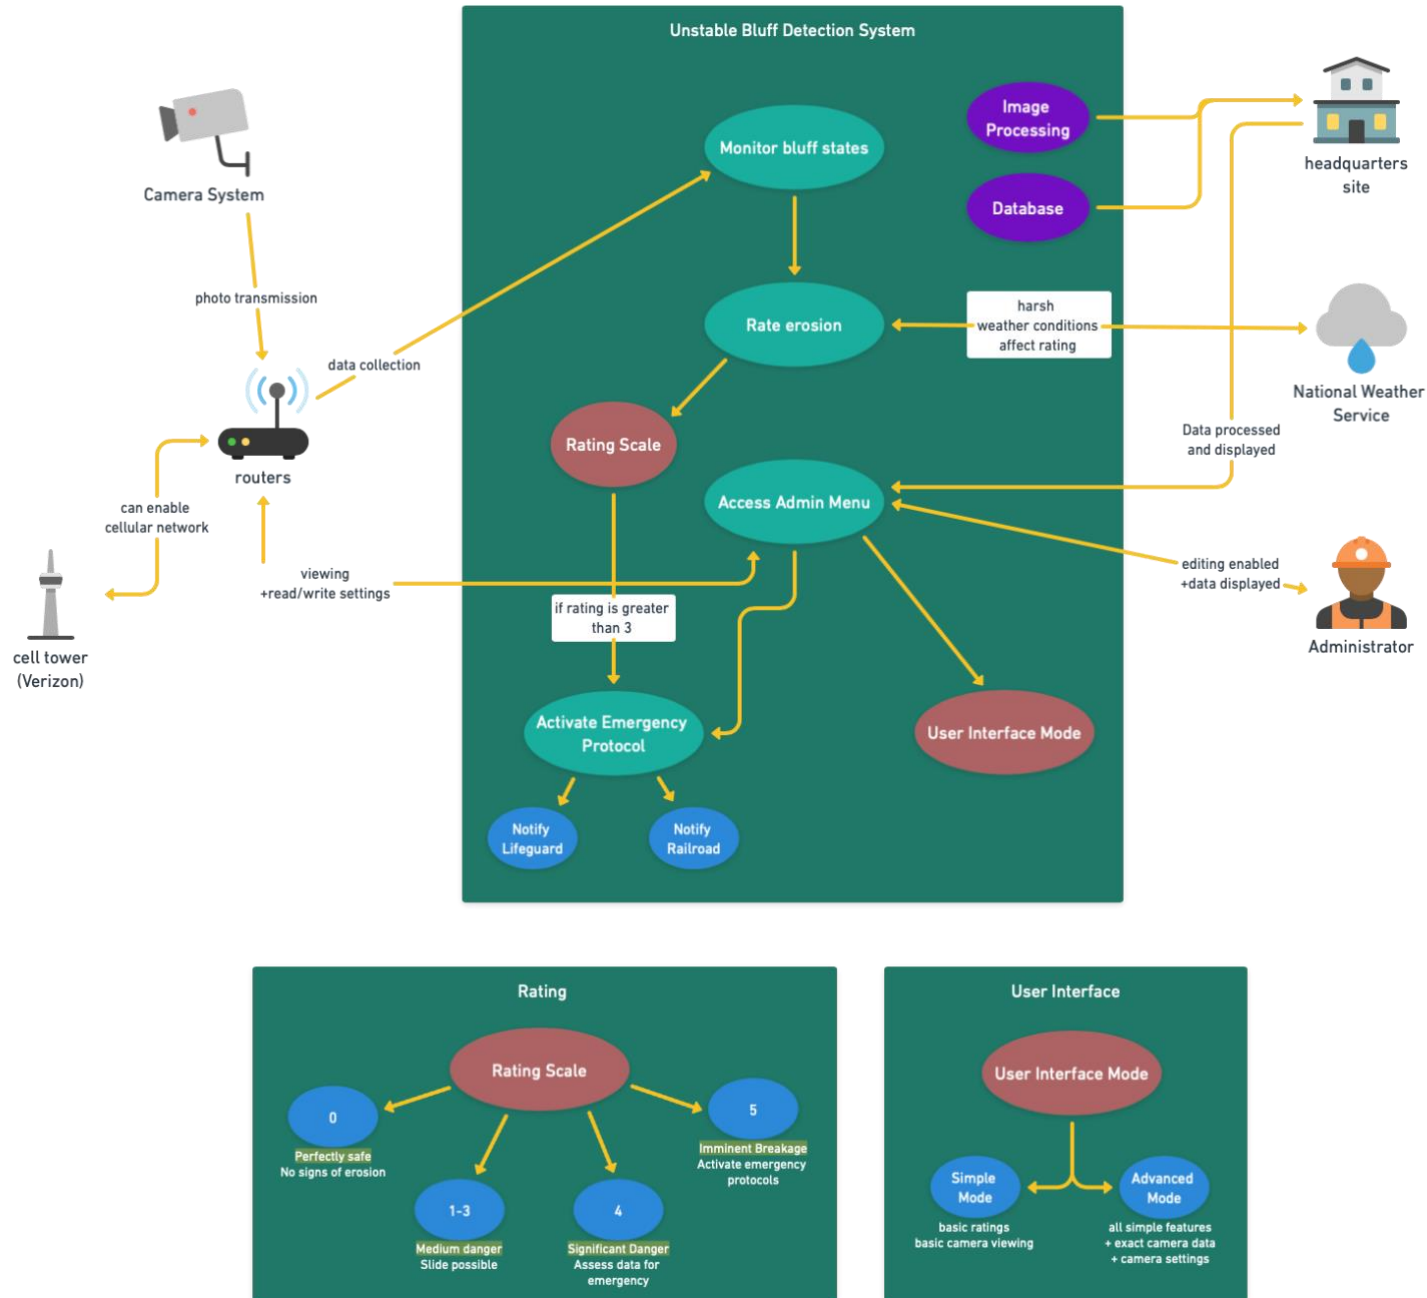 Unstable Bluff Detection System
Image
Processing
Monitor bluff states
headquarters
site
Camera System
Database
photo transmission
harsh
weather conditions
affect rating
Rate erosion
data collection
National Weather
Service
Rating Scale
Data processed
and displayed
routers
Access Admin Menu
can enable
cellular network
viewing
+read/write settings
editing enabled
+data displayed
if rating is greater
than 3
Administrator
cell tower
(Verizon)
Activate Emergency
Protocol
User Interface Mode
Notify
Lifeguard
Notify
Railroad
Rating
Rating Scale
0
Perfectly safe
No signs of erosion
1-3
Medium danger
Slide possible
4
Significant Danger
Assess data for
emergency
5
Imminent Breakage
Activate emergency
protocols
User Interface
User Interface Mode
Simple
Mode
basic ratings
basic camera viewing
Advanced
Mode
all simple features
+ exact camera data
+ camera settings